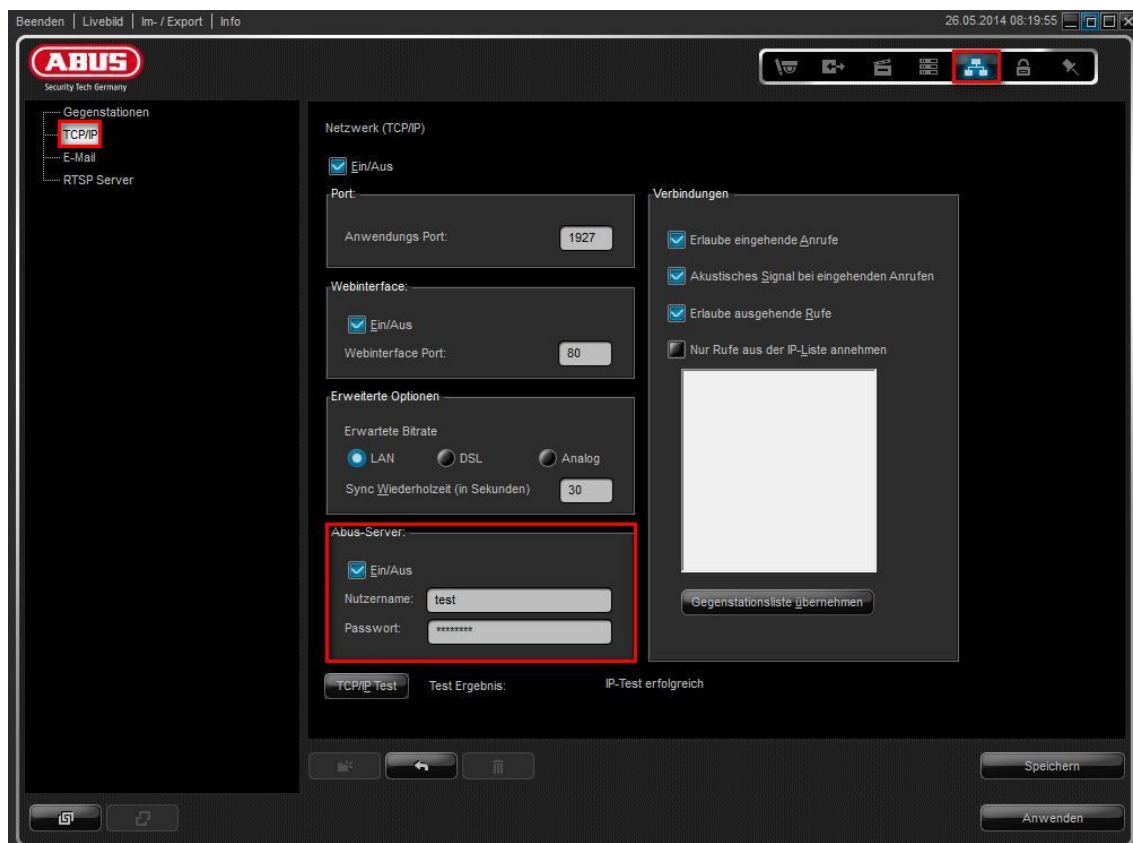 Beenden | Livebild | Im- / Export | Info
26.05.2014 08:19:55
ABUS
Security Tech Germany
Gegenstationen
TCP/IP
E-Mail
RTSP Server
Netzwerk (TCP/IP)
Ein/Aus
Port:
Anwendungs Port: 1927
Webinterface:
Ein/Aus
Webinterface Port: 80
Erweiterte Optionen
Erwartete Bitrate
LAN DSL Analog
Sync Wiederholzeit (in Sekunden) 30
Abus-Server:
Ein/Aus
Nutzername: test
Passwort: ********
Verbindungen
Erlaube eingehende Anrufe
Akustisches Signal bei eingehenden Anrufen
Erlaube ausgehende Rufe
Nur Rufe aus der IP-Liste annehmen
Gegenstationsliste übernehmen
TCP/IP Test Test Ergebnis: IP-Test erfolgreich
Speichern
Anwenden